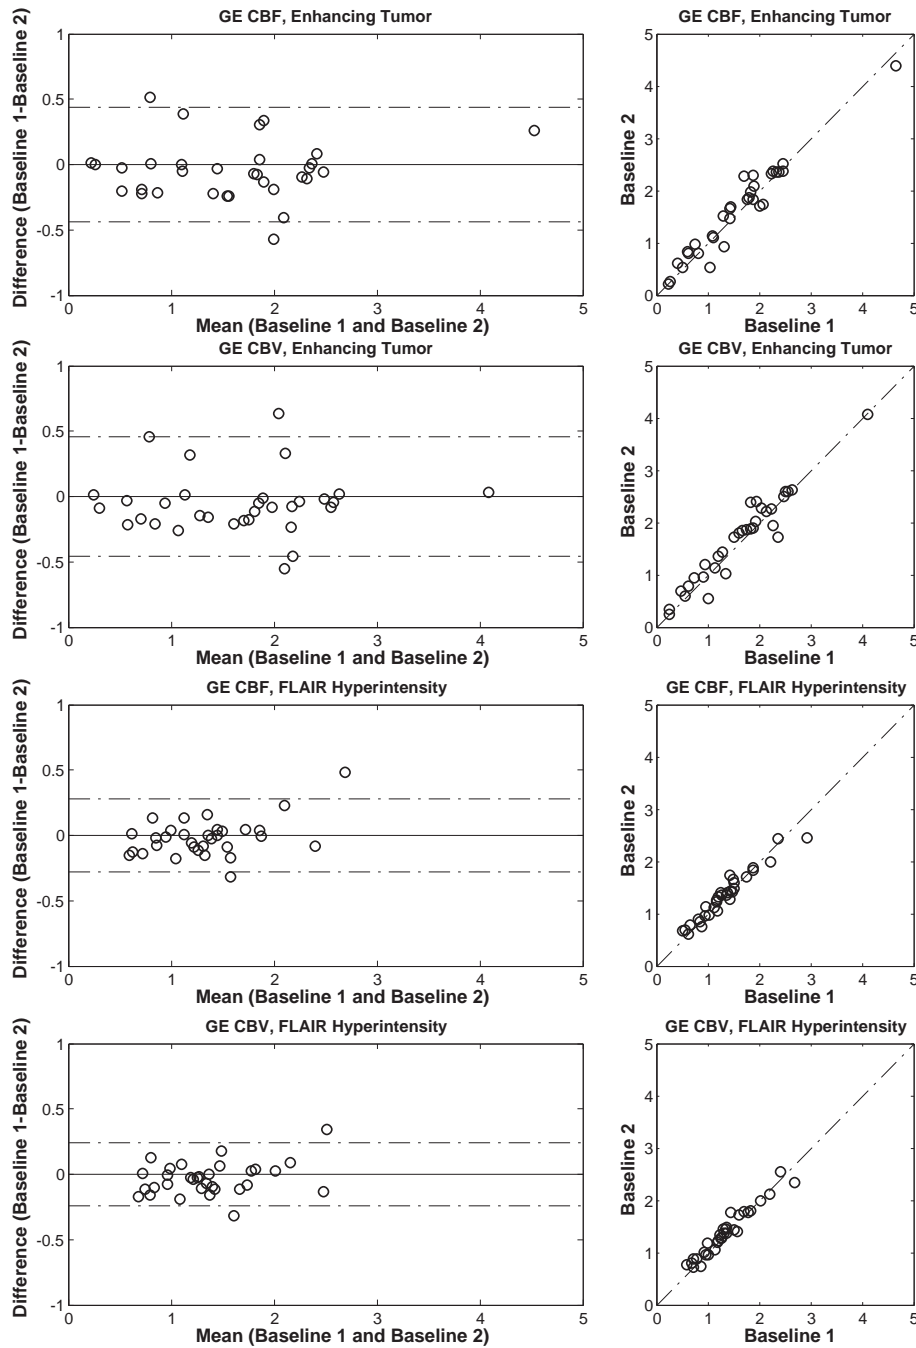 GE CBF, Enhancing Tumor
Difference (Baseline 1-Baseline 2)
1
0.5
0
-0.5
-1
0 1 2 3 4 5
Mean (Baseline 1 and Baseline 2)
GE CBF, Enhancing Tumor
Baseline 2
5
4
3
2
1
0
0 1 2 3 4 5
Baseline 1
GE CBV, Enhancing Tumor
Difference (Baseline 1-Baseline 2)
1
0.5
0
-0.5
-1
0 1 2 3 4 5
Mean (Baseline 1 and Baseline 2)
GE CBV, Enhancing Tumor
Baseline 2
5
4
3
2
1
0
0 1 2 3 4 5
Baseline 1
GE CBF, FLAIR Hyperintensity
Difference (Baseline 1-Baseline 2)
1
0.5
0
-0.5
-1
0 1 2 3 4 5
Mean (Baseline 1 and Baseline 2)
GE CBF, FLAIR Hyperintensity
Baseline 2
5
4
3
2
1
0
0 1 2 3 4 5
Baseline 1
GE CBV, FLAIR Hyperintensity
Difference (Baseline 1-Baseline 2)
1
0.5
0
-0.5
-1
0 1 2 3 4 5
Mean (Baseline 1 and Baseline 2)
GE CBV, FLAIR Hyperintensity
Baseline 2
5
4
3
2
1
0
0 1 2 3 4 5
Baseline 1